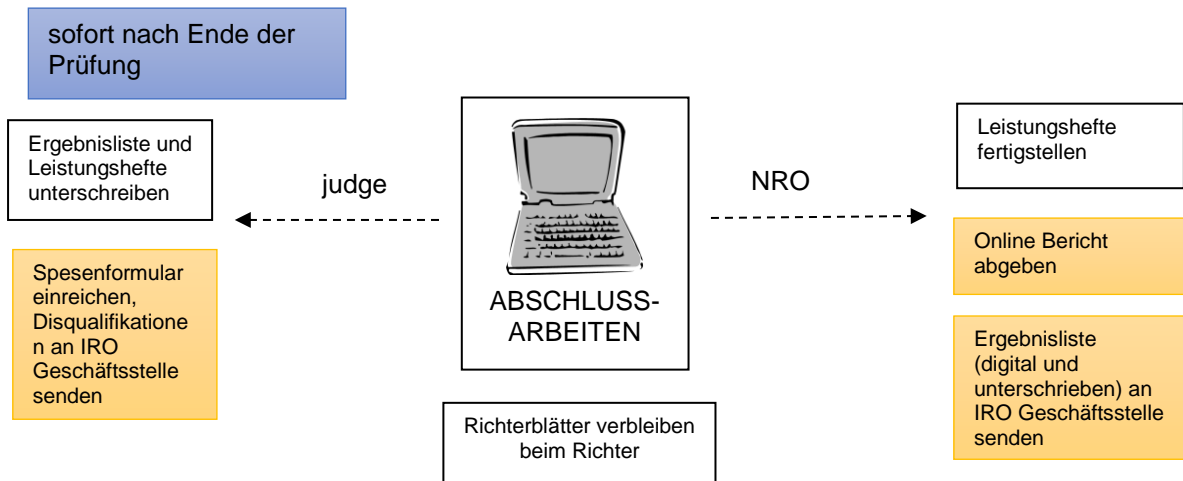 sofort nach Ende der
Prüfung
Ergebnisliste und
Leistungshefte
unterschreiben
judge
Spesenformular
einreichen,
Disqualifikatione
n an IRO
Geschäftsstelle
senden
ABSCHLUSS-
ARBEITEN
Richterblätter verbleiben
beim Richter
NRO
Leistungshefte
fertigstellen
Online Bericht
abgeben
Ergebnisliste
(digital und
unterschrieben) an
IRO Geschäftsstelle
senden